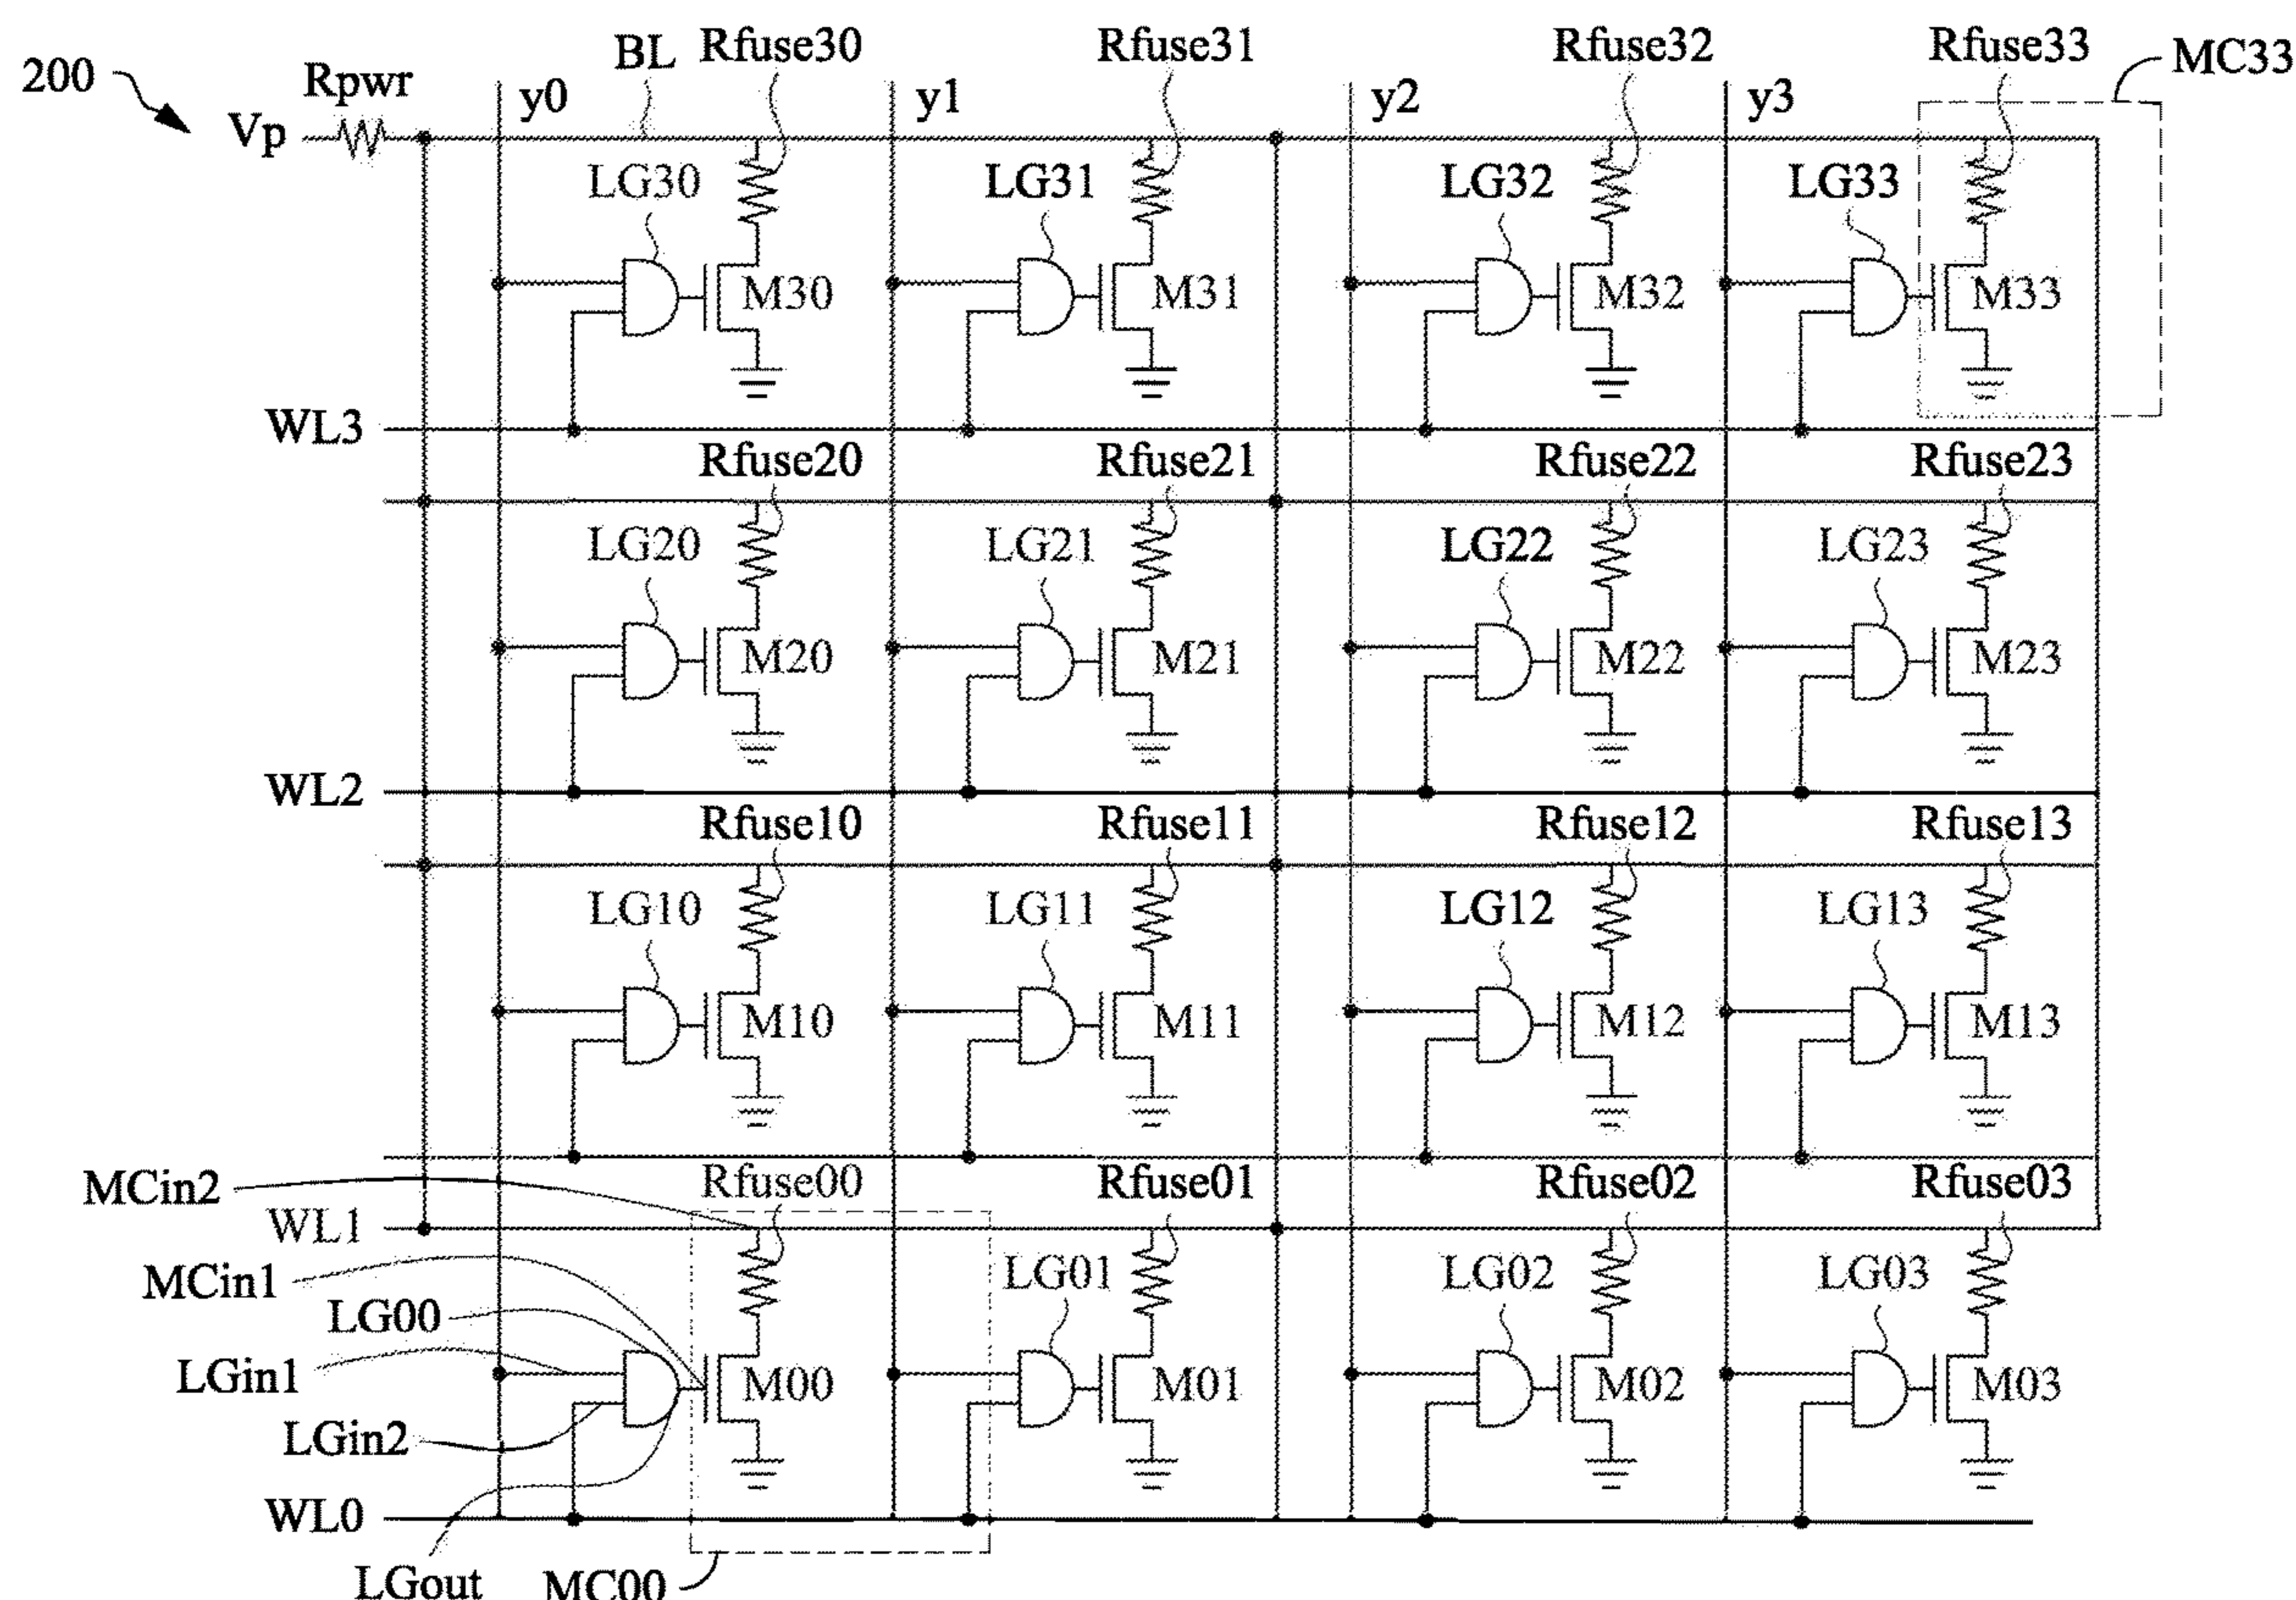 200
Rpwr
BL
Rfuse30
Rfuse31
Rfuse32
Rfuse33
MC33
Vp
y0
y1
y2
y3
LG30
LG31
LG32
LG33
M30
M31
M32
M33
WL3
Rfuse20
Rfuse21
Rfuse22
Rfuse23
LG20
LG21
LG22
LG23
M20
M21
M22
M23
WL2
Rfuse10
Rfuse11
Rfuse12
Rfuse13
LG10
LG11
LG12
LG13
M10
M11
M12
M13
MCin2
Rfuse00
Rfuse01
Rfuse02
Rfuse03
WL1
MCin1
LG01
LG02
LG03
LG00
LGin1
M00
M01
M02
M03
LGin2
WL0
LGout
MC00